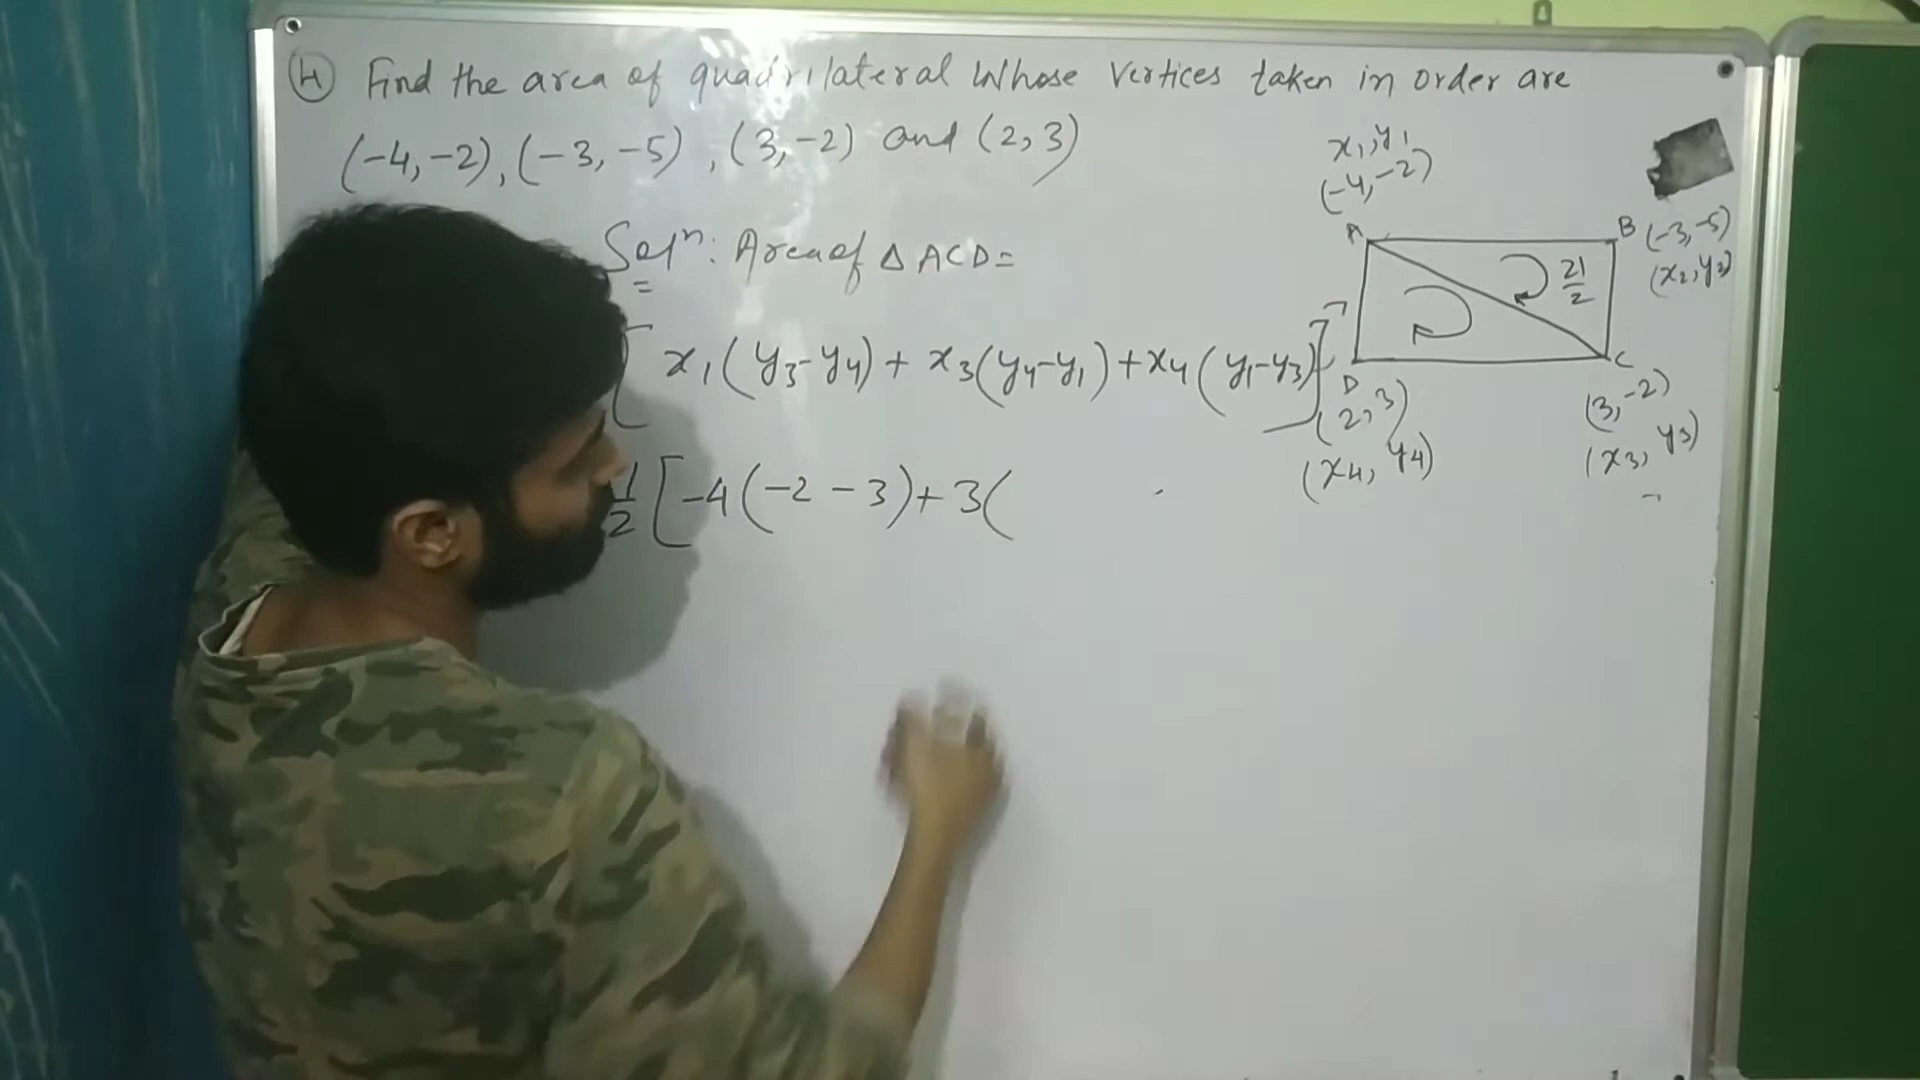 ④ Find the area of quadrilateral whose vertices taken in order are
(-4,-2), (-3,-5), (3,-2) and (2,3)
Solⁿ: Area of △ ACD =
[ x₁(y₃-y₄) + x₃(y₄-y₁) + x₄(y₁-y₃) ]
1/2 [ -4(-2-3) + 3(
x₁,y₁
(-4,-2)
A
B (-3,-5)
(x₂,y₂)
21/2
D
(2,3)
(x₄, y₄)
C
(3,-2)
(x₃, y₃)